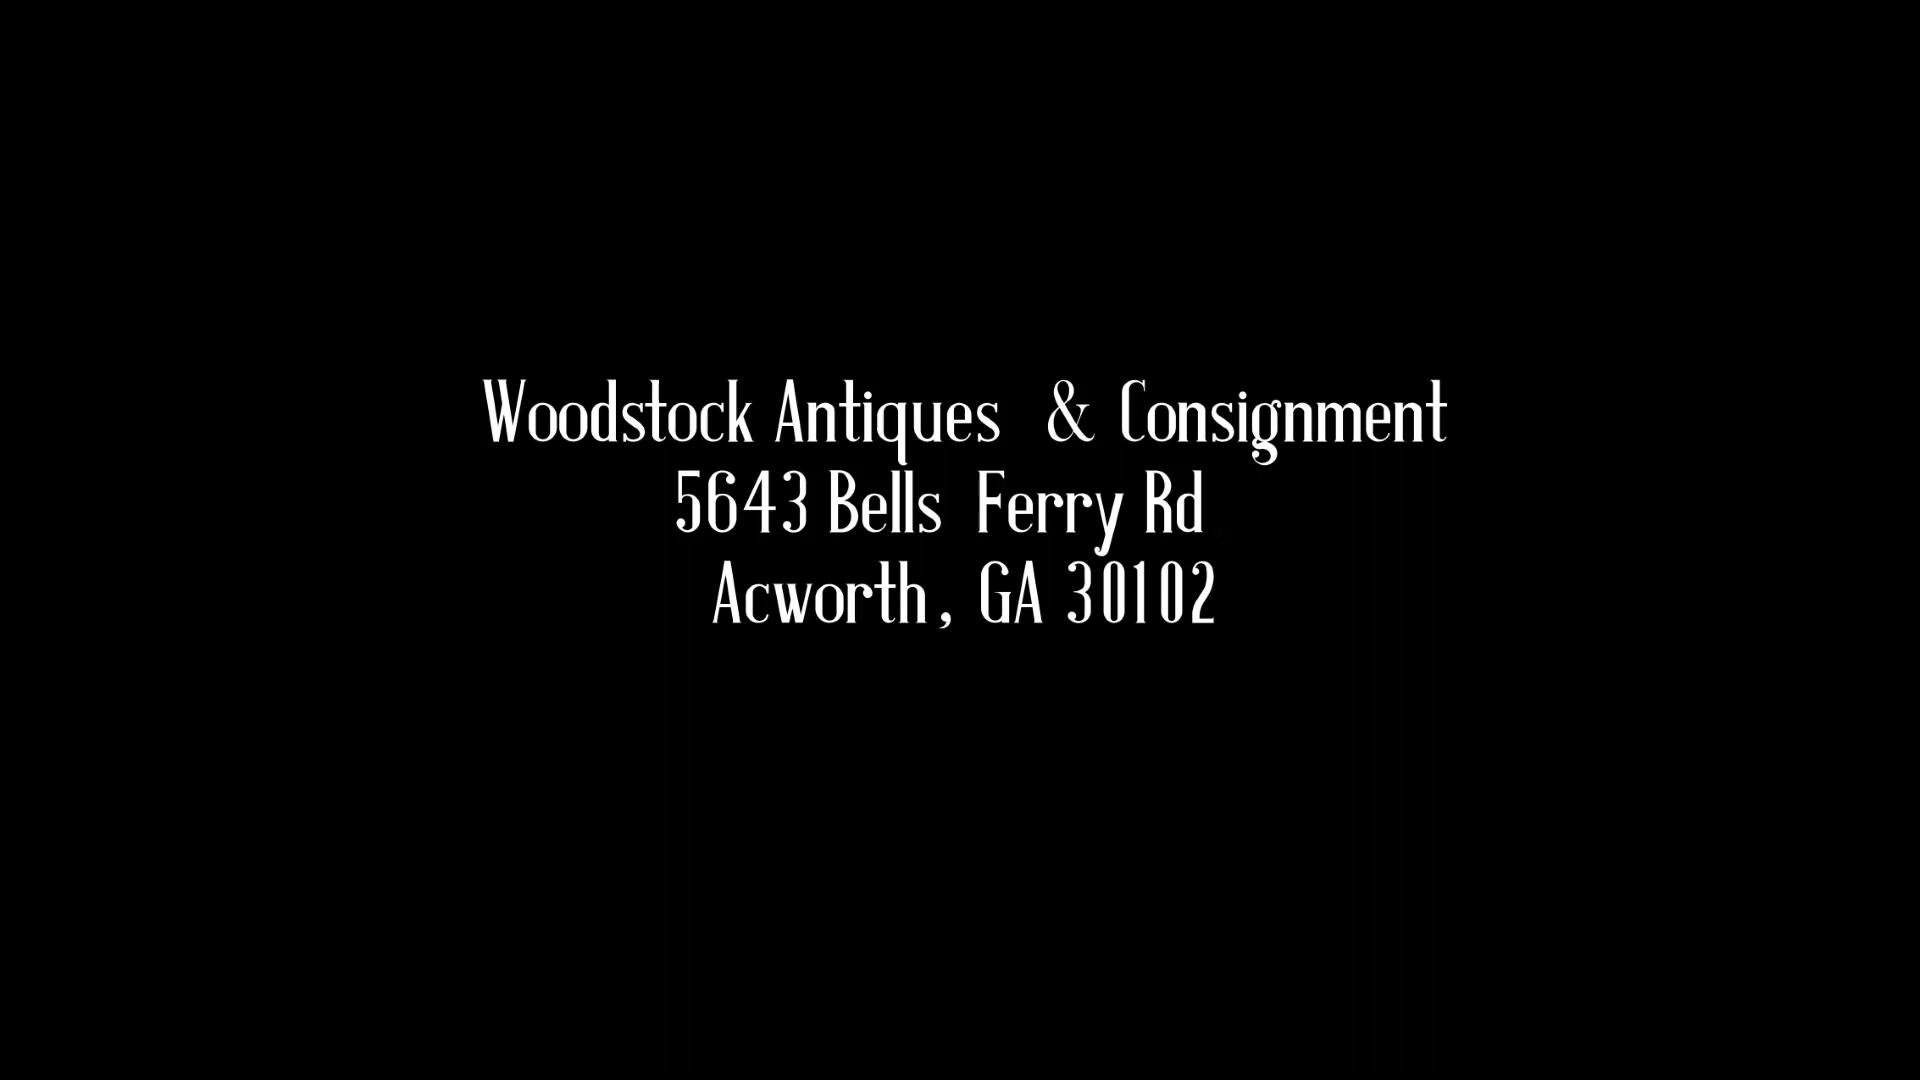 Woodstock Antiques & Consignment
5643 Bells Ferry Rd
Acworth, GA 30102